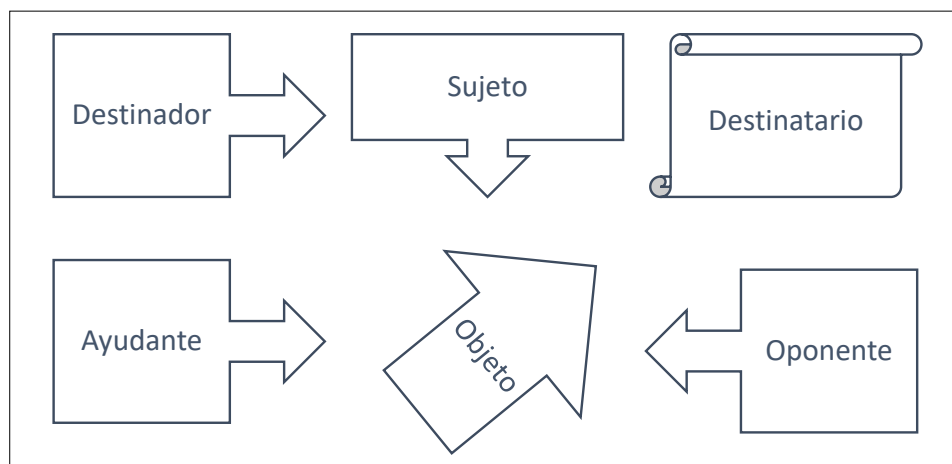 Destinador
Sujeto
Destinatario
Ayudante
Objeto
Oponente